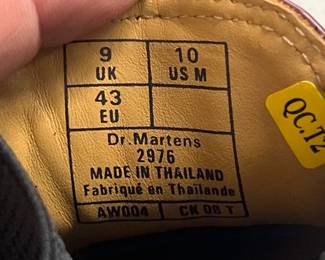 9 10
UK US M
43
EU
Dr. Martens
2976
MADE IN THAILAND
Fabriqué en Thaïlande
AW004 CK 08 T
QC.T2